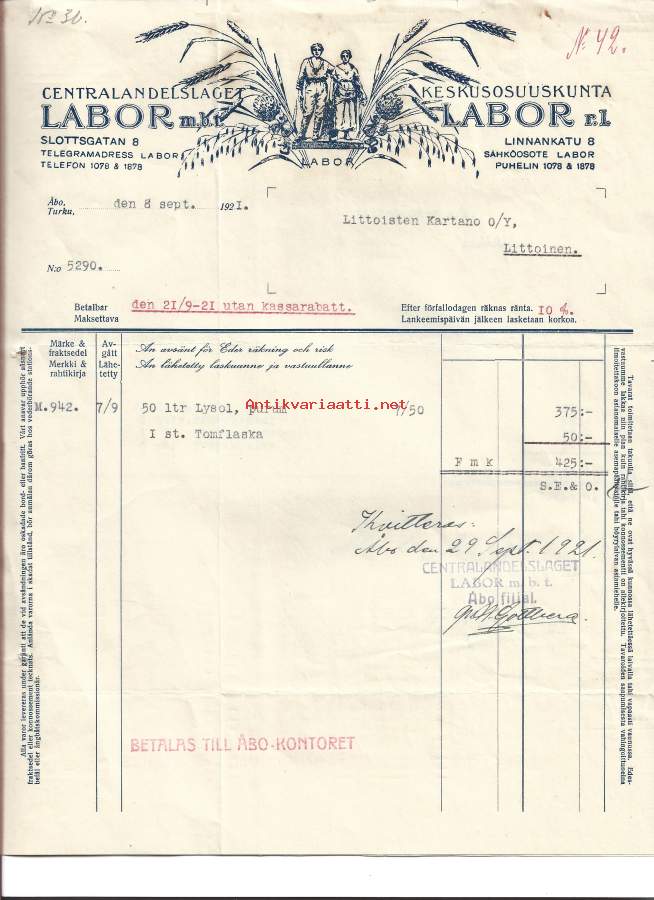 No 36.
No 42.
CENTRALANDELSLAGET
LABOR m.b.t.
SLOTTSGATAN 8
TELEGRAMADRESS LABOR
TELEFON 1078 & 1878
LABOR
KESKUSOSUUSKUNTA
LABOR r.l.
LINNANKATU 8
SÄHKÖOSOTE LABOR
PUHELIN 1078 & 1878
Åbo,
Turku, den 8 sept. 1921.
Littoisten Kartano O/Y,
Littoinen.
N:o 5290.
Betalbar
Maksettava
den 21/9-21 utan kassarabatt.
Efter förfallodagen räknas ränta.
Lankeemispäivän jälkeen lasketaan korkoa.
10 %.
Märke & fraktsedel
Merkki & rahtikirja
Avgått
Lähetetty
An avsänt för Eder räkning och risk
An lähetetty laskuunne ja vastuullanne
M.942. 7/9 50 ltr Lysol, purum 7/50 375:-
I st. Tomflaska 50:-
Fmk 425:-
S.E.& O.
Antikvariaatti.net
Kvitteras:
Åbo den 29 Sept. 1921.
CENTRALANDELSLAGET
LABOR m. b. t.
Åbo filial.
BETALAS TILL ÅBO-KONTORET